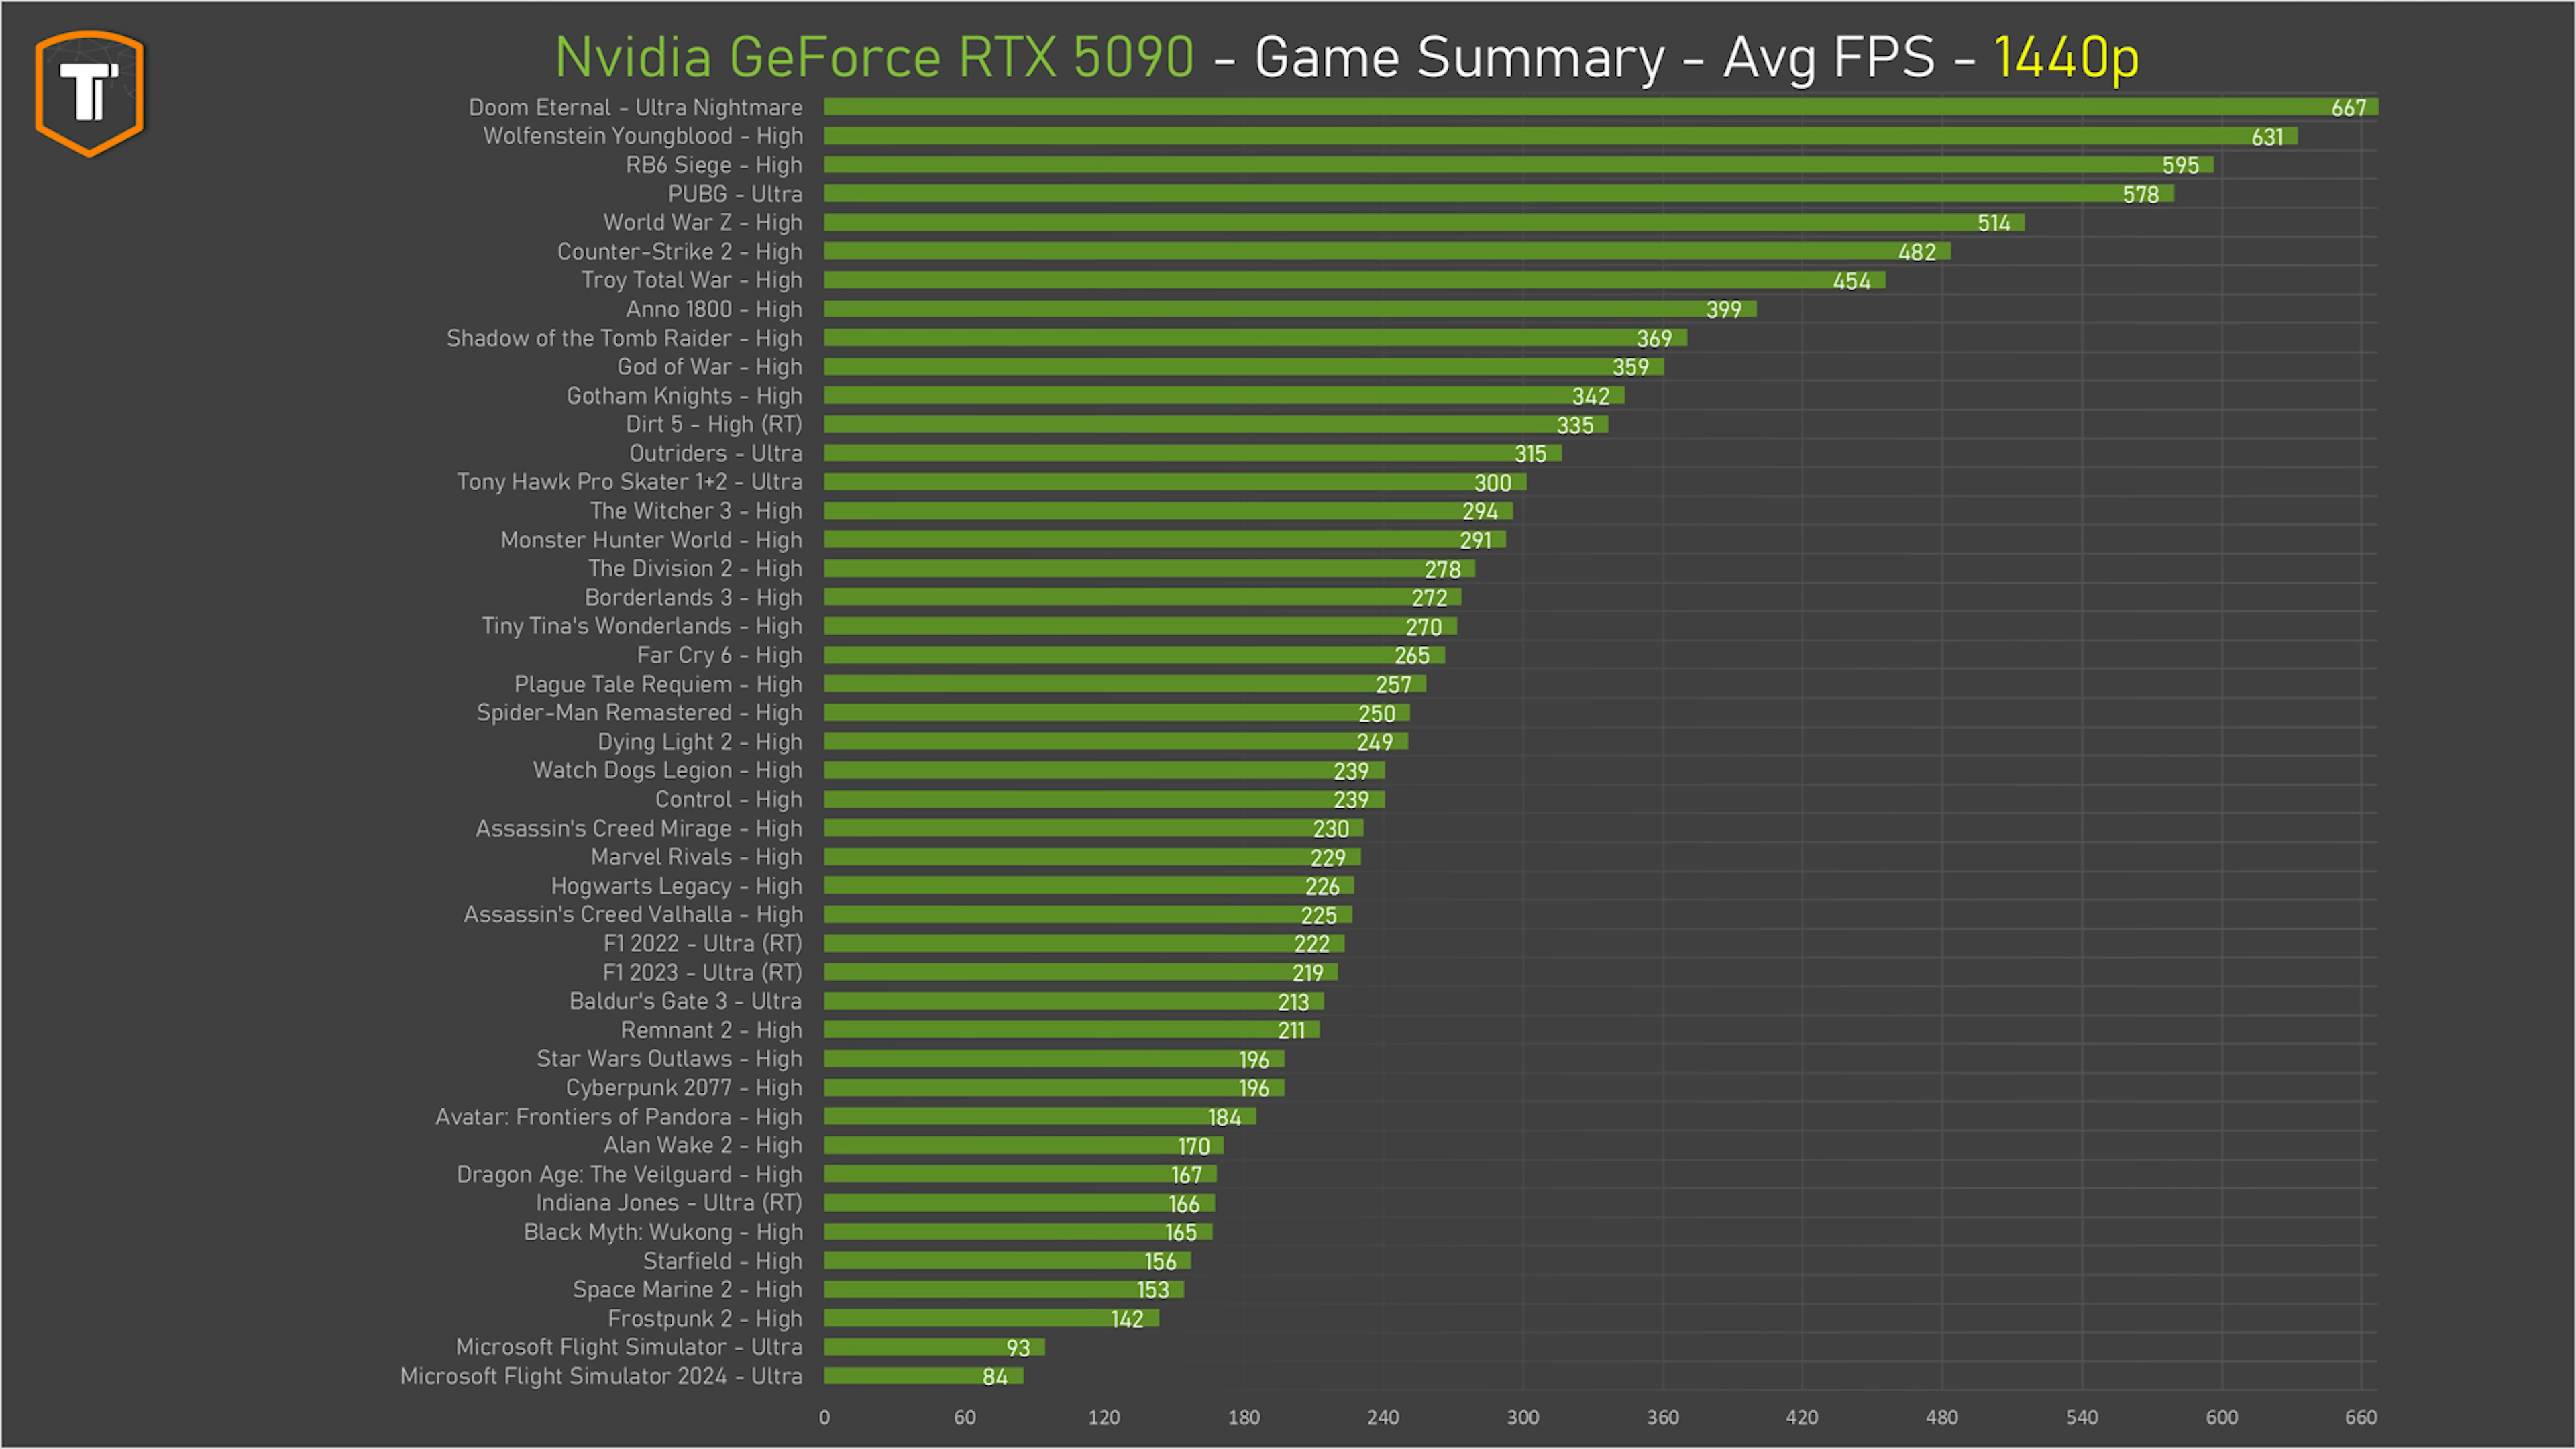 Nvidia GeForce RTX 5090 - Game Summary - Avg FPS - 1440p
Doom Eternal - Ultra Nightmare 667
Wolfenstein Youngblood - High 631
RB6 Siege - High 595
PUBG - Ultra 578
World War Z - High 514
Counter-Strike 2 - High 482
Troy Total War - High 454
Anno 1800 - High 399
Shadow of the Tomb Raider - High 369
God of War - High 359
Gotham Knights - High 342
Dirt 5 - High (RT) 335
Outriders - Ultra 315
Tony Hawk Pro Skater 1+2 - Ultra 300
The Witcher 3 - High 294
Monster Hunter World - High 291
The Division 2 - High 278
Borderlands 3 - High 272
Tiny Tina's Wonderlands - High 270
Far Cry 6 - High 265
Plague Tale Requiem - High 257
Spider-Man Remastered - High 250
Dying Light 2 - High 249
Watch Dogs Legion - High 239
Control - High 239
Assassin's Creed Mirage - High 230
Marvel Rivals - High 229
Hogwarts Legacy - High 226
Assassin's Creed Valhalla - High 225
F1 2022 - Ultra (RT) 222
F1 2023 - Ultra (RT) 219
Baldur's Gate 3 - Ultra 213
Remnant 2 - High 211
Star Wars Outlaws - High 196
Cyberpunk 2077 - High 196
Avatar: Frontiers of Pandora - High 184
Alan Wake 2 - High 170
Dragon Age: The Veilguard - High 167
Indiana Jones - Ultra (RT) 166
Black Myth: Wukong - High 165
Starfield - High 156
Space Marine 2 - High 153
Frostpunk 2 - High 142
Microsoft Flight Simulator - Ultra 93
Microsoft Flight Simulator 2024 - Ultra 84
0 60 120 180 240 300 360 420 480 540 600 660